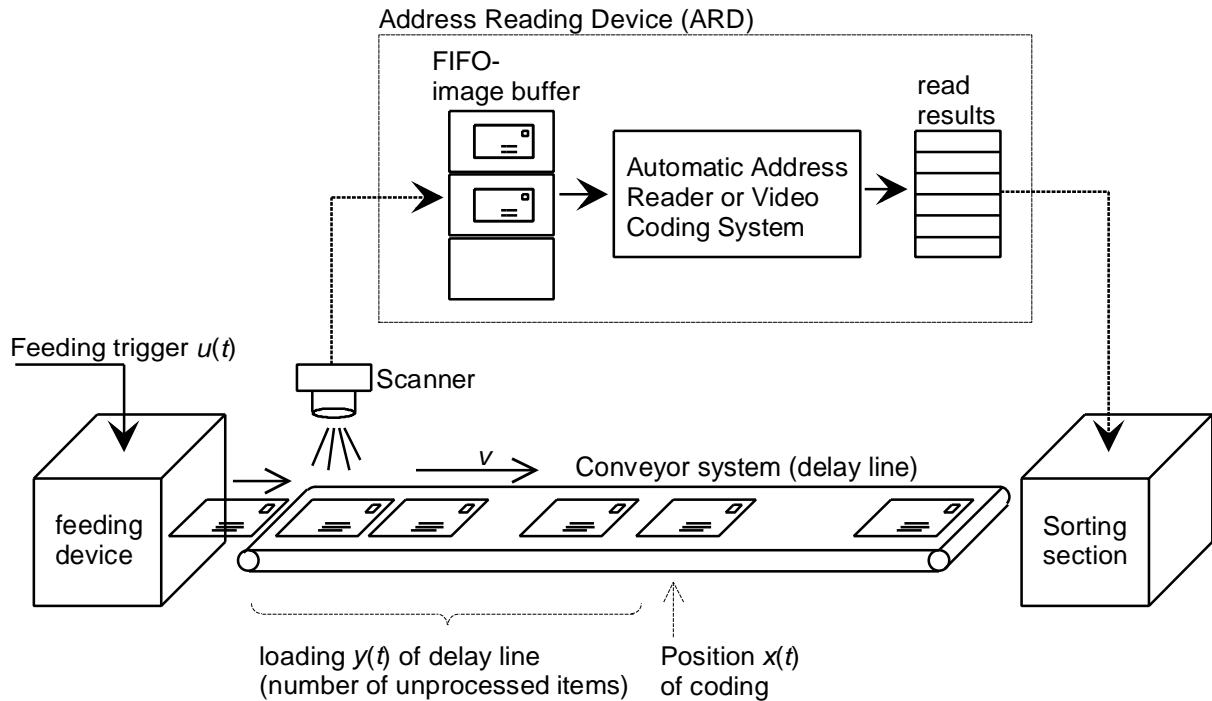 Address Reading Device (ARD)
FIFO-
image buffer
read
results
Automatic Address
Reader or Video
Coding System
Feeding trigger u(t)
Scanner
v
Conveyor system (delay line)
feeding
device
Sorting
section
loading y(t) of delay line
(number of unprocessed items)
Position x(t)
of coding